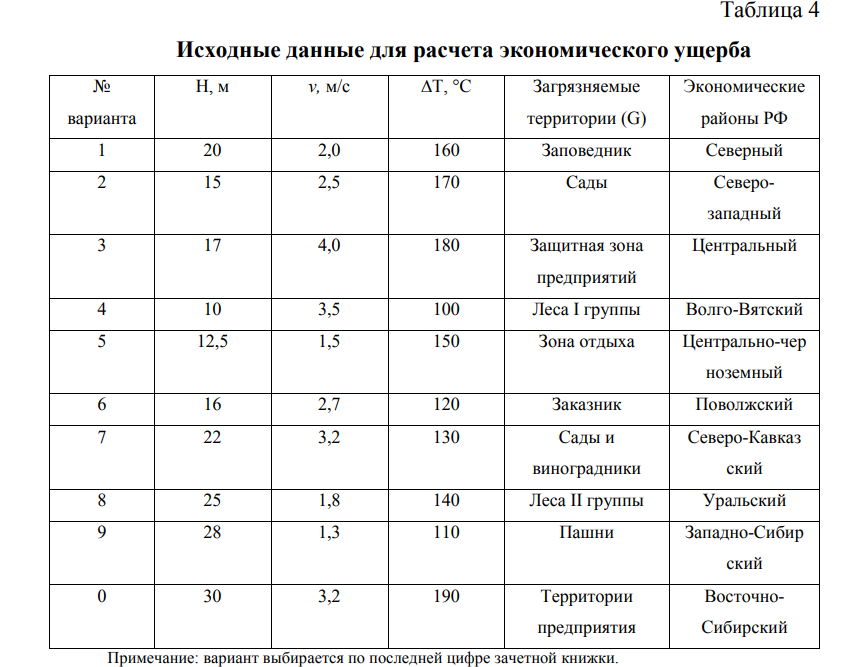 Таблица 4
Исходные данные для расчета экономического ущерба
№ варианта H, м v, м/с ΔT, °C Загрязняемые территории (G) Экономические районы РФ
1 20 2,0 160 Заповедник Северный
2 15 2,5 170 Сады Северо-
западный
3 17 4,0 180 Защитная зона Центральный
предприятий
4 10 3,5 100 Леса I группы Волго-Вятский
5 12,5 1,5 150 Зона отдыха Центрально-чер
ноземный
6 16 2,7 120 Заказник Поволжский
7 22 3,2 130 Сады и Северо-Кавказ
виноградники ский
8 25 1,8 140 Леса II группы Уральский
9 28 1,3 110 Пашни Западно-Сибир
ский
0 30 3,2 190 Территории Восточно-
предприятия Сибирский
Примечание: вариант выбирается по последней цифре зачетной книжки.